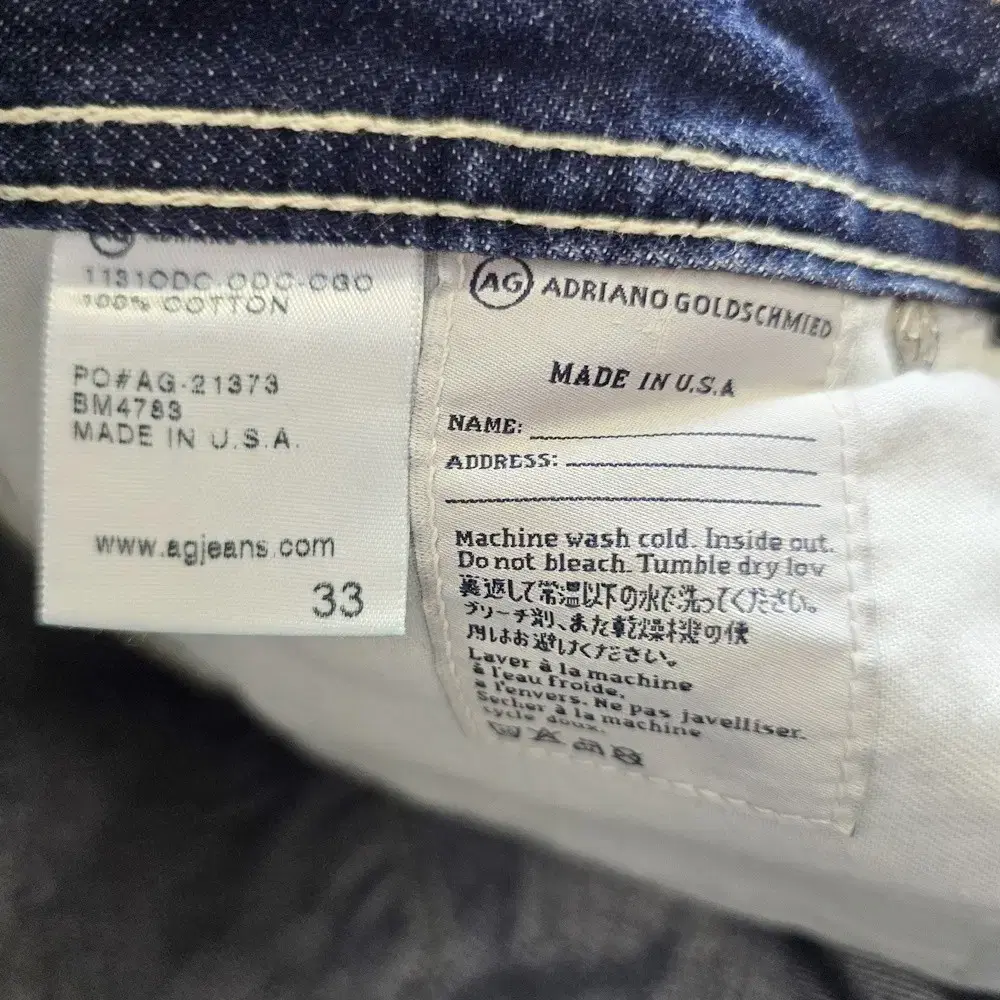 ADRIANO
1131ODC-ODC-CGO
100% COTTON
PO#AG-21373
BM4783
MADE IN U.S.A.
www.agjeans.com
33
AG ADRIANO GOLDSCHMIED
MADE IN U.S.A
NAME:
ADDRESS:
Machine wash cold. Inside out.
Do not bleach. Tumble dry low
裏返して常温以下の水で洗ってください。
ブリーチ剤、また乾燥機の使
用はお避けください。
Laver à la machine
à l'eau froide.
à l'envers. Ne pas javelliser.
Secher à la machine
cycle doux.